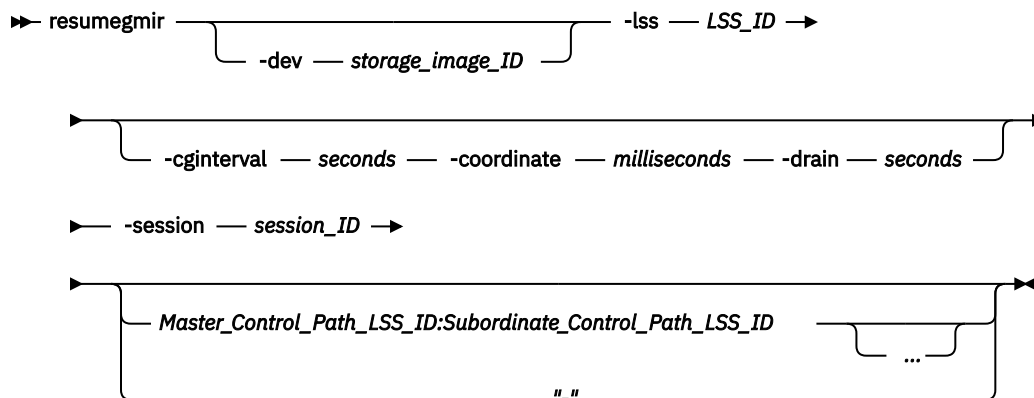 resumegmir -lss LSS_ID
-dev storage_image_ID
-cginterval seconds -coordinate milliseconds -drain seconds
-session session_ID
Master_Control_Path_LSS_ID:Subordinate_Control_Path_LSS_ID
...
"-"